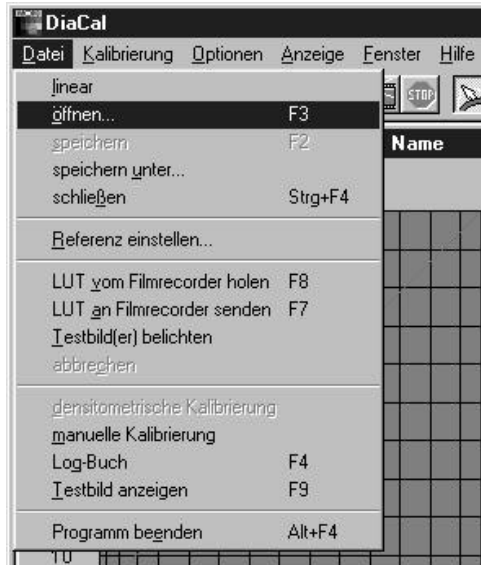 DiaCal
Datei Kalibrierung Optionen Anzeige Fenster Hilfe
linear
öffnen... F3
speichern F2
speichern unter...
schließen Strg+F4
Referenz einstellen...
LUT vom Filmrecorder holen F8
LUT an Filmrecorder senden F7
Testbild(er) belichten
abbrechen
densitometrische Kalibrierung
manuelle Kalibrierung
Log-Buch F4
Testbild anzeigen F9
Programm beenden Alt+F4
STOP
Name
10